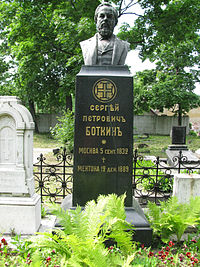 СЕРГѢЙ
ПЕТРОВИЧЪ
БОТКИНЪ
МОСКВА 5 СЕНТ. 1832
МЕНТОНА 12 ДЕК. 1889